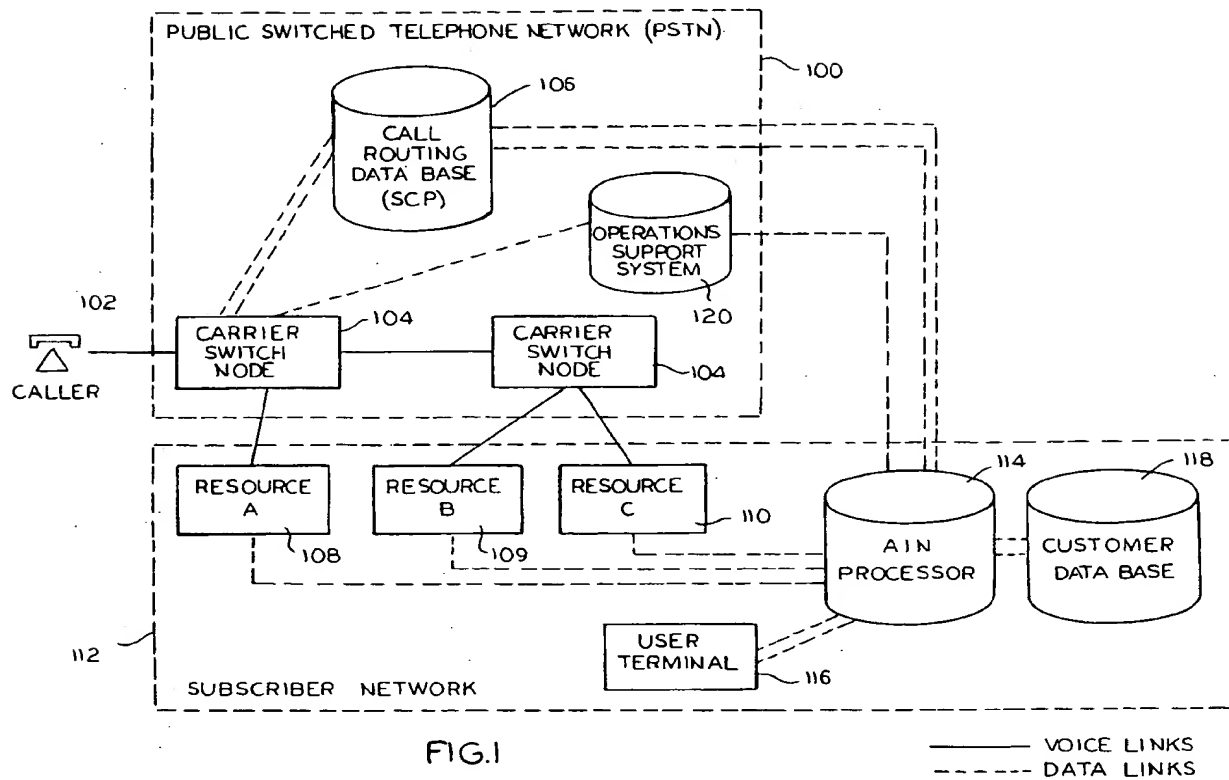 PUBLIC SWITCHED TELEPHONE NETWORK (PSTN)
100
106
CALL
ROUTING
DATA BASE
(SCP)
OPERATIONS
SUPPORT
SYSTEM
120
102
CALLER
104
CARRIER
SWITCH
NODE
CARRIER
SWITCH
NODE
104
RESOURCE
A
108
RESOURCE
B
109
RESOURCE
C
110
114
AIN
PROCESSOR
118
CUSTOMER
DATA BASE
USER
TERMINAL
116
112
SUBSCRIBER NETWORK
FIG.1
VOICE LINKS
DATA LINKS